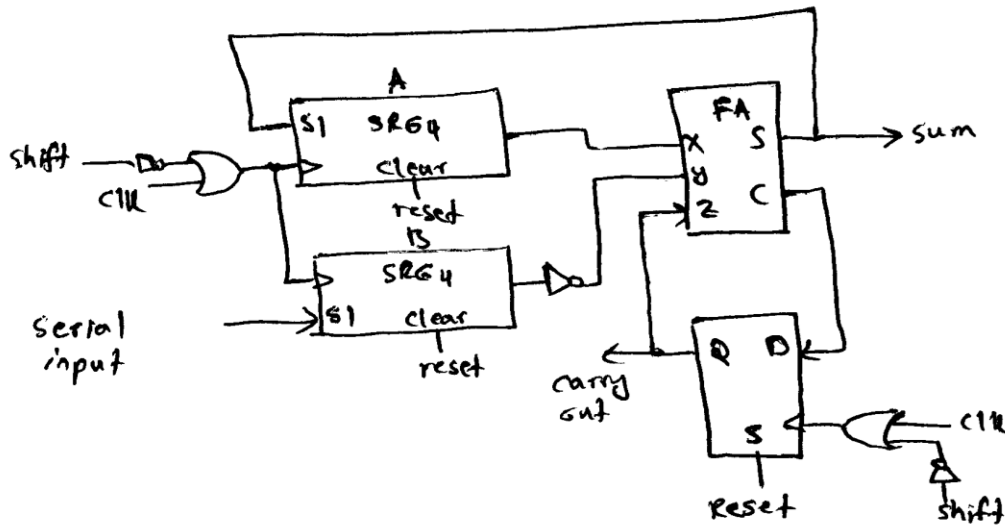 A
FA
SI SRG4
clear
reset
shift
Clk
X
Y
Z
S
C
sum
B
SRG4
SI
clear
reset
Serial
input
Q
D
carry
out
S
Reset
Clk
shift